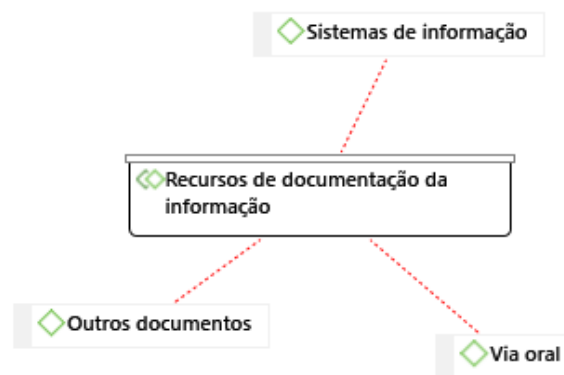 Sistemas de informação
Recursos de documentação da
informação
Outros documentos
Via oral